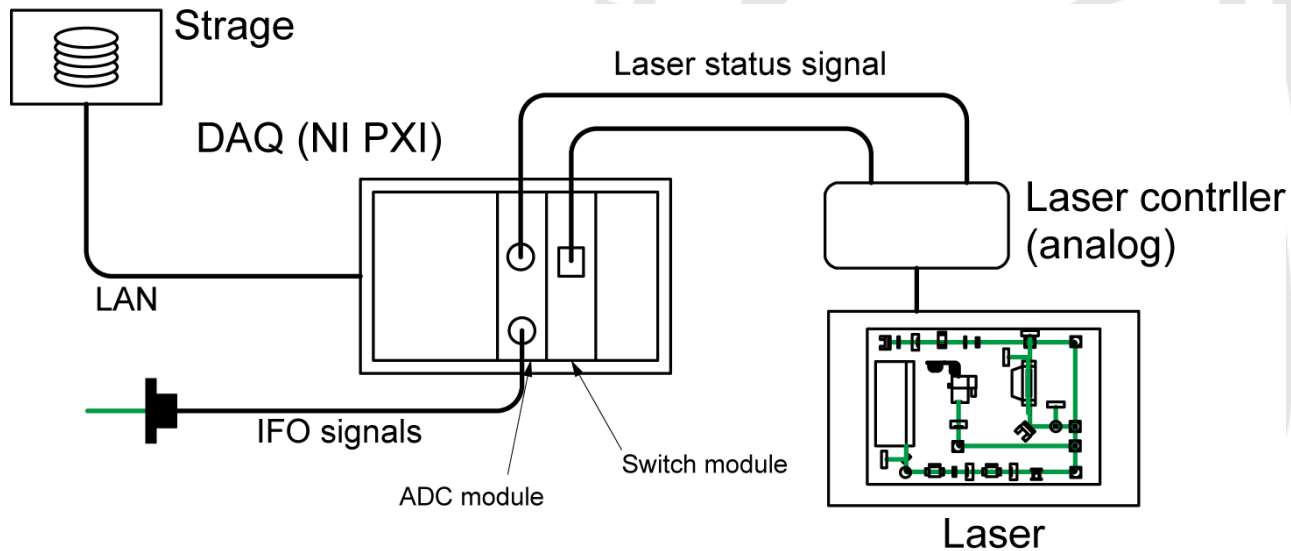 Strage
Laser status signal
DAQ (NI PXI)
Laser contrller
(analog)
LAN
IFO signals
Switch module
ADC module
Laser